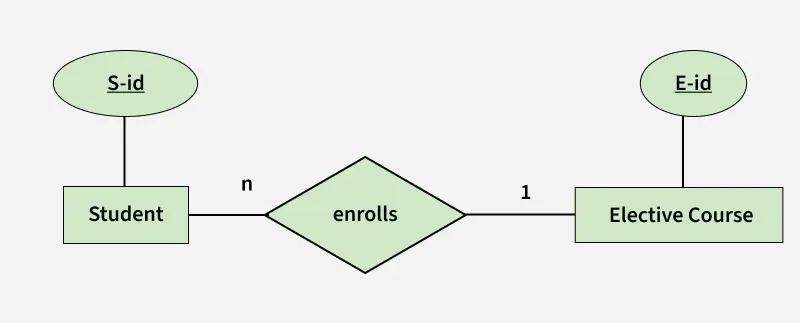 S-id
E-id
n
1
Student
enrolls
Elective Course